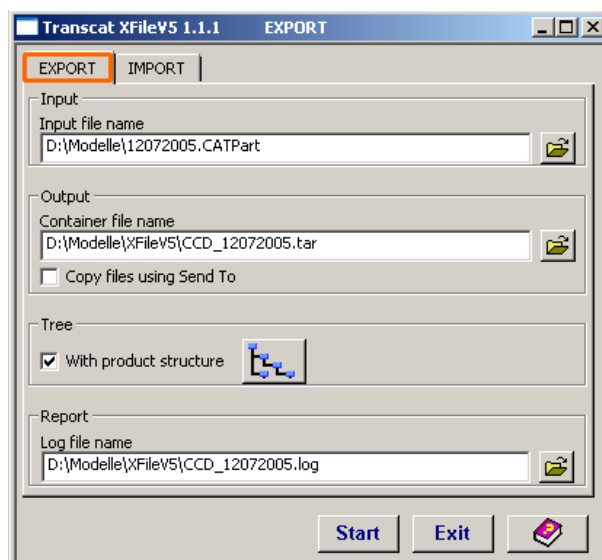 Transcat XFileV5 1.1.1 EXPORT
EXPORT IMPORT
Input
Input file name
D:\Modelle\12072005.CATPart
Output
Container file name
D:\Modelle\XFileV5\CCD_12072005.tar
Copy files using Send To
Tree
With product structure
Report
Log file name
D:\Modelle\XFileV5\CCD_12072005.log
Start Exit